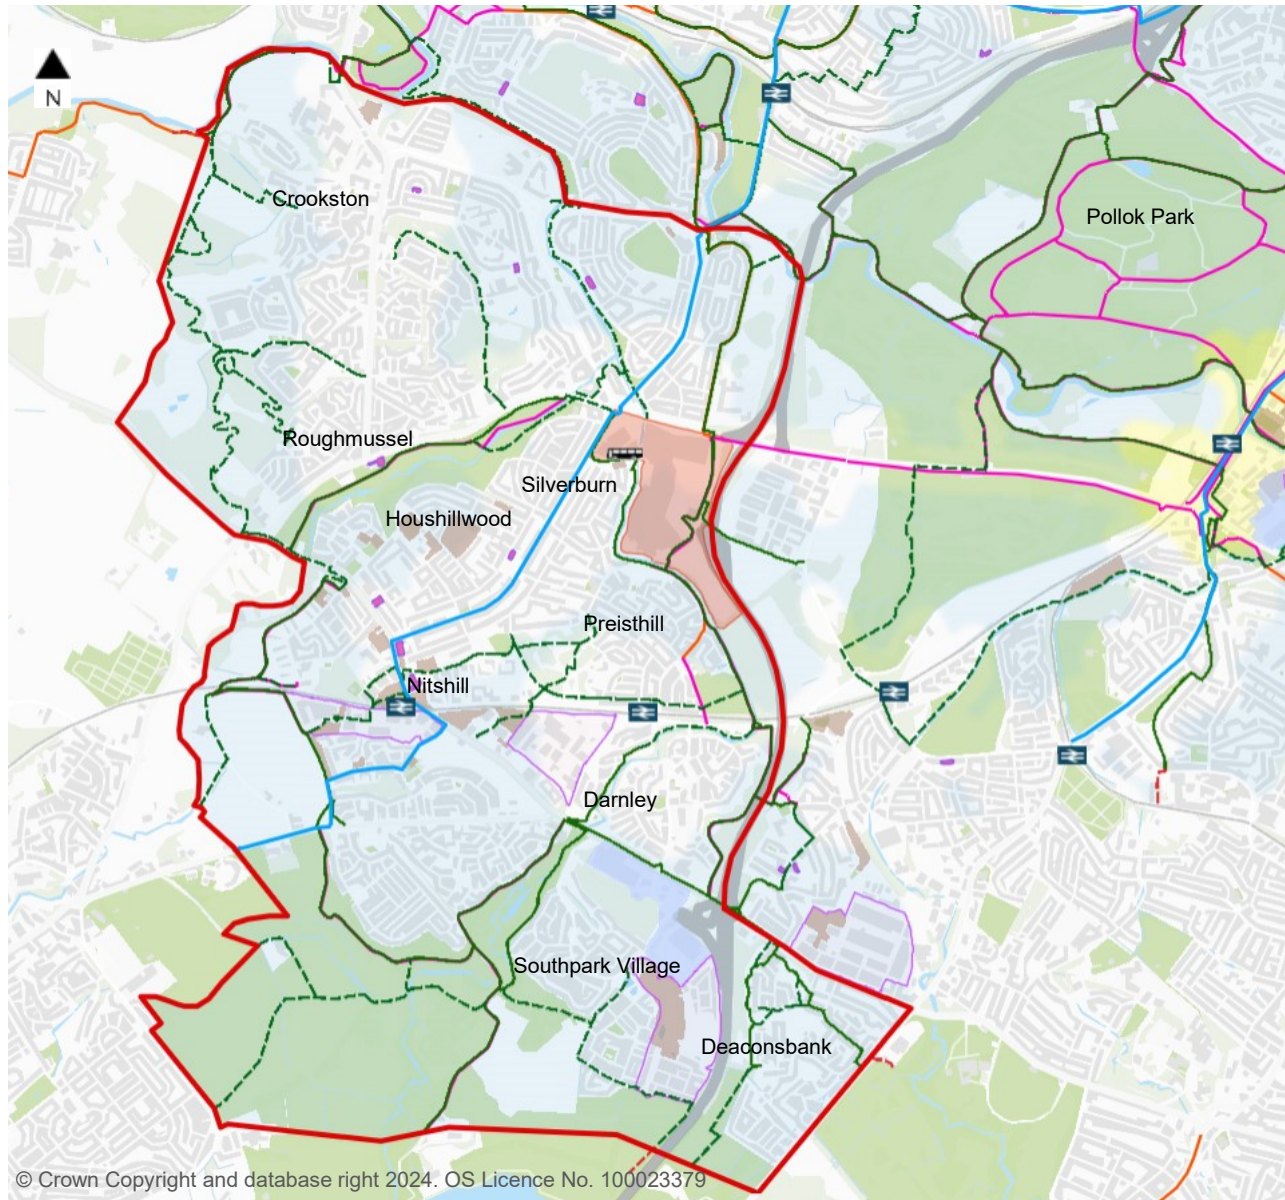 N
Crookston
Pollok Park
Roughmussel
Silverburn
Houshillwood
Preisthill
Nitshill
Darnley
Southpark Village
Deaconsbank
© Crown Copyright and database right 2024. OS Licence No. 100023379